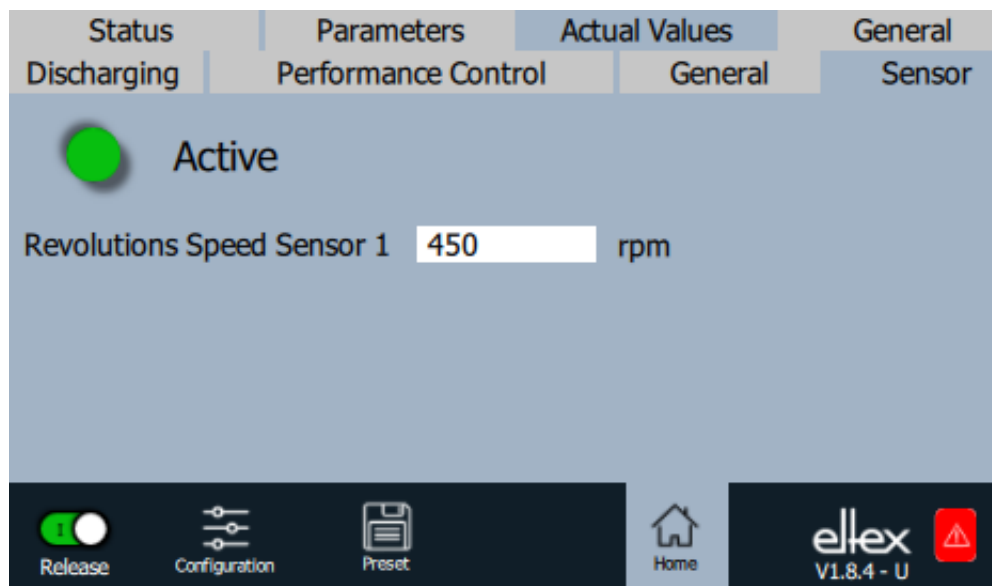 Status Parameters Actual Values General
Discharging Performance Control General Sensor
Active
Revolutions Speed Sensor 1 450 rpm
I
Release Configuration Preset Home eltex
V1.8.4 - U